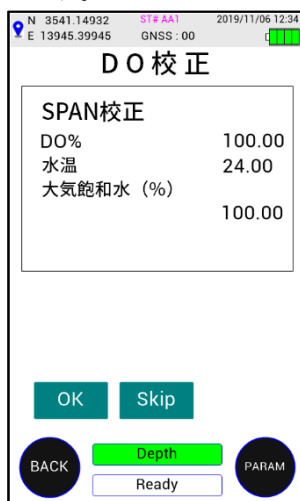 N 3541.14932 ST# AA1 2019/11/06 12:34
E 13945.39945 GNSS : 00
ＤＯ校正
SPAN校正
DO% 100.00
水温 24.00
大気飽和水（%）
100.00
OK Skip
Depth
BACK PARAM
Ready